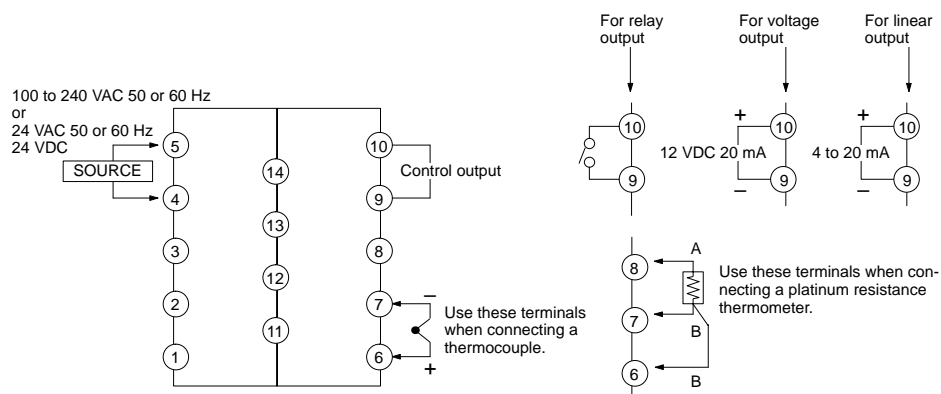 For relay
output
For voltage
output
For linear
output
100 to 240 VAC 50 or 60 Hz
or
24 VAC 50 or 60 Hz
24 VDC
SOURCE
5
4
3
2
1
14
13
12
11
10
9
8
7
6
Control output
–
+
Use these terminals
when connecting a
thermocouple.
10
9
12 VDC 20 mA
+
–
10
9
4 to 20 mA
+
–
10
9
8
7
6
A
B
B
Use these terminals when con-
necting a platinum resistance
thermometer.